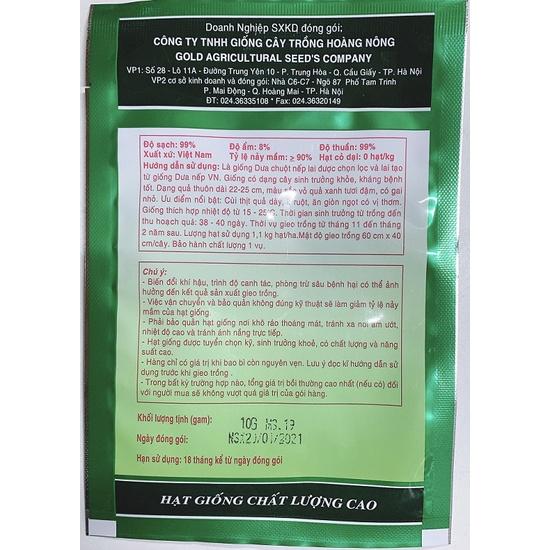 Doanh Nghiệp SXKD đóng gói:
CÔNG TY TNHH GIỐNG CÂY TRỒNG HOÀNG NÔNG
GOLD AGRICULTURAL SEED'S COMPANY
VP1: Số 28 - Lô 11A - Đường Trung Yên 10 - P. Trung Hòa - Q. Cầu Giấy - TP. Hà Nội
VP2 cơ sở kinh doanh và đóng gói: Nhà C6-C7 - Ngõ 87 Phố Tam Trinh
P. Mai Động - Q. Hoàng Mai - TP. Hà Nội
ĐT: 024.36335108 * Fax: 024.36320149
Độ sạch: 99% Độ ẩm: 8% Độ thuần: 99%
Xuất xứ: Việt Nam Tỷ lệ nảy mầm: ≥ 90% Hạt cỏ dại: 0 hạt/kg
Hướng dẫn sử dụng: Là giống Dưa chuột nếp lai được chọn lọc và lai tạo
từ giống Dưa nếp VN. Giống có dạng cây sinh trưởng khỏe, kháng bệnh
tốt. Dạng quả thuôn dài 22-25 cm, màu sắc vỏ quả xanh tươi đậm, có gai
nhỏ. Ưu điểm nổi bật: Cùi thịt quả dày, ruột, ăn giòn ngọt có vị thơm.
Giống thích hợp nhiệt độ từ 15 - 25°C. Thời gian sinh trưởng từ trồng đến
thu hoạch quả: 38 - 40 ngày. Thời vụ gieo trồng từ tháng 11 đến tháng
2 năm sau. Lượng hạt sử dụng 1,1 kg hạt/ha.Mật độ gieo trồng 60 cm x 40
cm/cây. Bảo hành chất lượng 1 vụ.
Chú ý:
- Biến đổi khí hậu, trình độ canh tác, phòng trừ sâu bệnh hại có thể ảnh
hưởng đến kết quả sản xuất gieo trồng.
- Việc vận chuyển và bảo quản không đúng kỹ thuật sẽ làm giảm tỷ lệ nảy
mầm của hạt giống
- Phải bảo quản hạt giống nơi khô ráo thoáng mát, tránh xa nơi ẩm ướt,
nhiệt độ cao và tránh ánh nắng trực tiếp.
- Hạt giống được tuyển chọn kỹ, sinh trưởng khoẻ, có chất lượng và năng
suất cao.
- Hàng chỉ có giá trị khi bao bì còn nguyên vẹn. Lưu ý đọc kĩ hướng dẫn sử
dụng trước khi gieo trồng .
- Trong bất kỳ trường hợp nào, tổng giá trị bồi thường cao nhất (nếu có) đối
với người mua sẽ không vượt quá giá trị của gói hàng.
Khối lượng tịnh (gam): 10G MS.19
Ngày đóng gói: NSX20/01/2021
Hạn sử dụng: 18 tháng kể từ ngày đóng gói
HẠT GIỐNG CHẤT LƯỢNG CAO